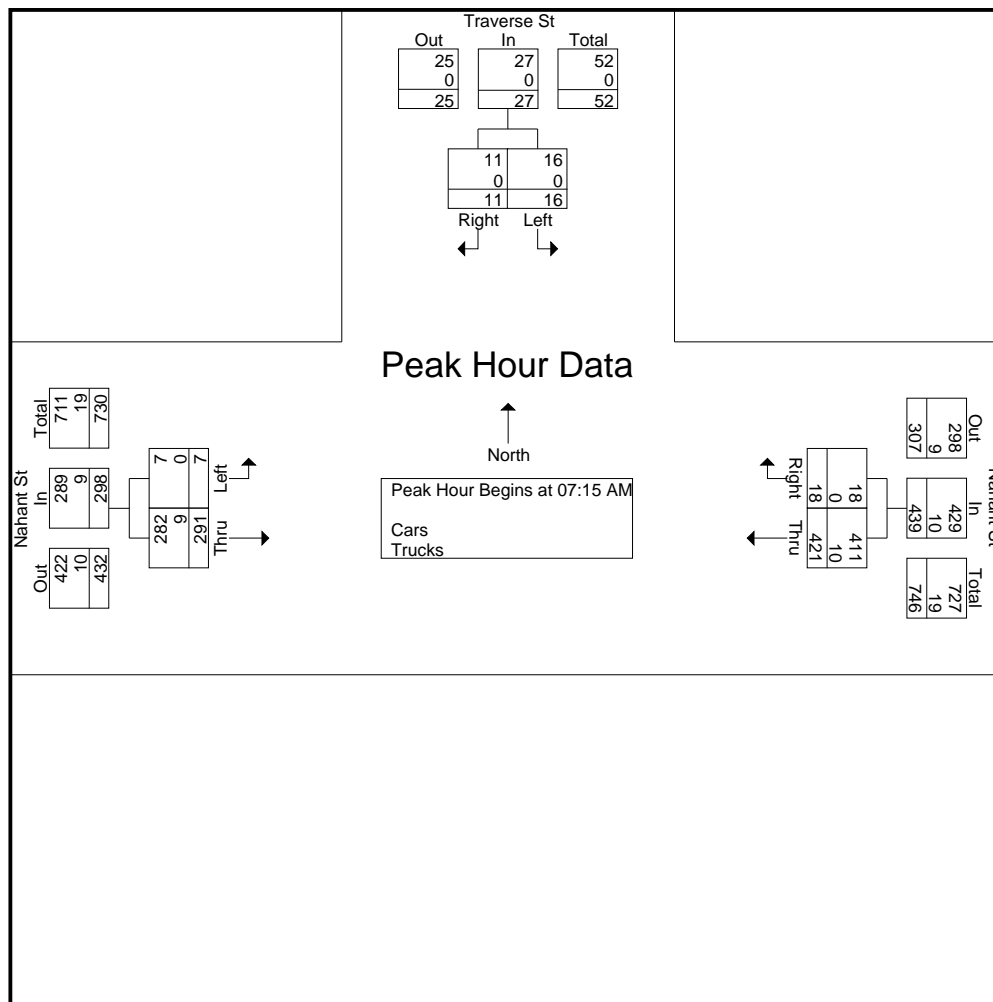 Traverse St
Out In Total
25 27 52
0 0 0
25 27 52
11 16
0 0
11 16
Right Left
Peak Hour Data
North
Peak Hour Begins at 07:15 AM
Cars
Trucks
Nahant St
Total
711
19
730
In
289
9
298
Out
422
10
432
7
0
7
Left
282
9
291
Thru
Nahant St
Out
298
9
307
In
429
10
439
Total
727
19
746
Right
18
0
18
Thru
411
10
421